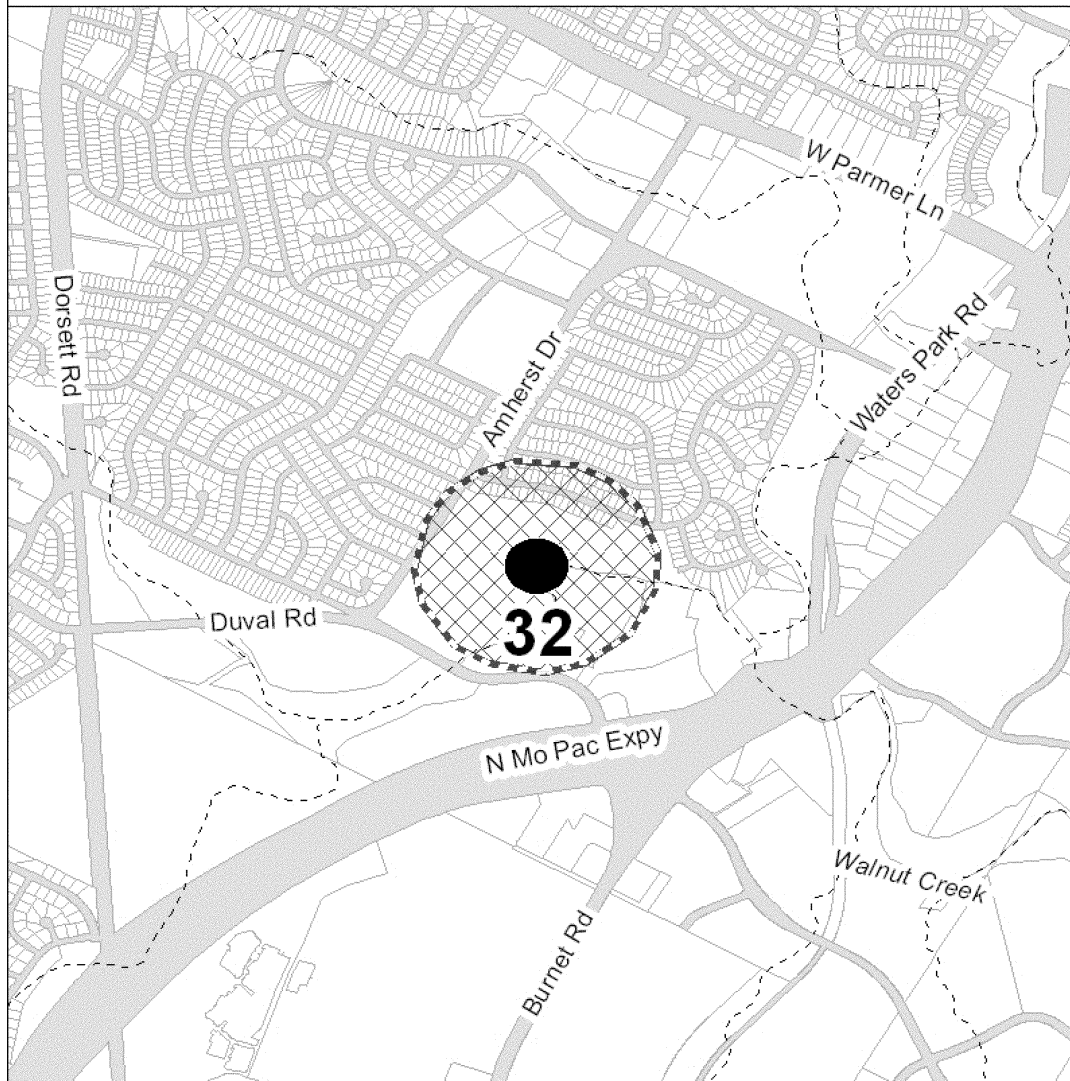 W Parmer Ln
Dorsett Rd
Waters Park Rd
Amherst Dr
Duval Rd
32
N Mo Pac Expy
Walnut Creek
Burnet Rd